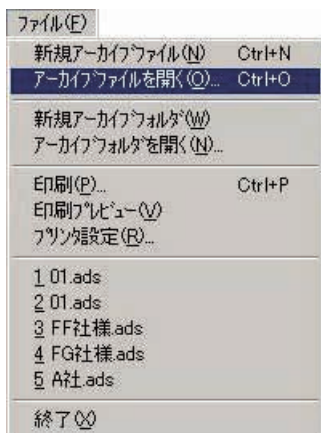 ファイル(F)
新規アーカイブファイル(N) Ctrl+N
アーカイブファイルを開く(O)... Ctrl+O
新規アーカイブフォルダ(W)
アーカイブフォルダを開く(N)...
印刷(P)... Ctrl+P
印刷プレビュー(V)
プリンタ設定(R)...
1 01.ads
2 01.ads
3 FF社様.ads
4 FG社様.ads
5 A社.ads
終了(X)